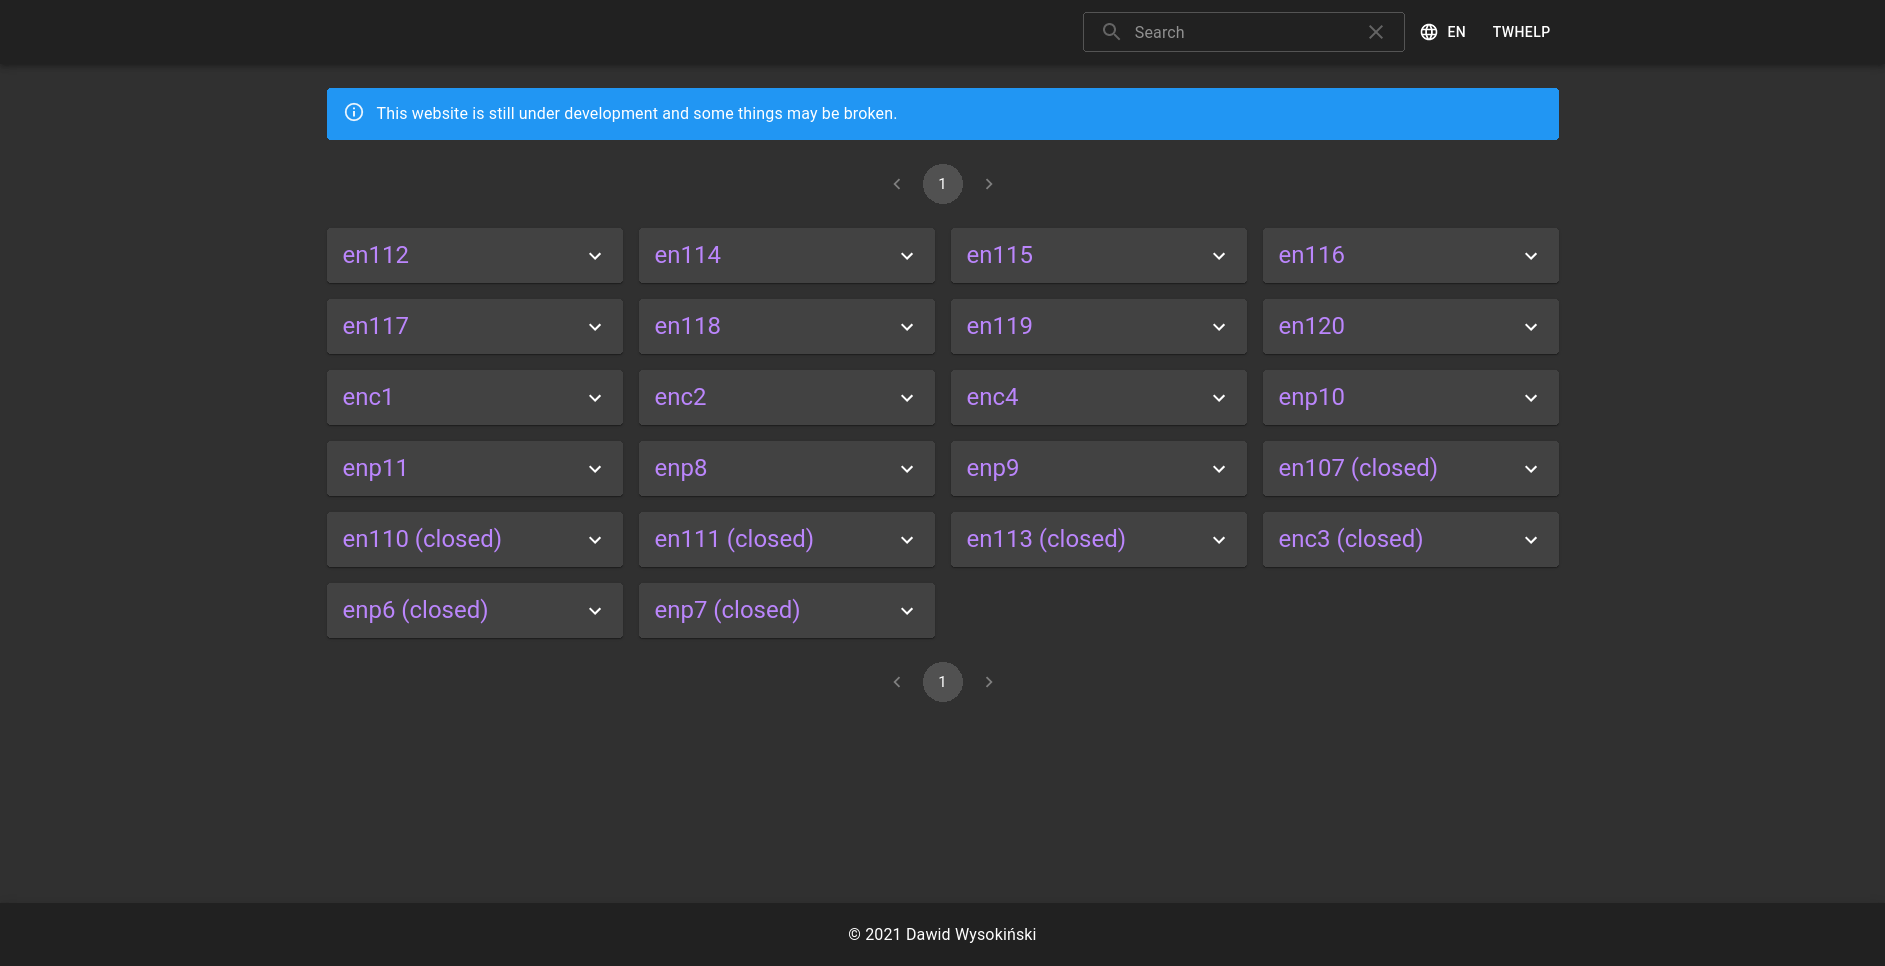 Search EN TWHELP
This website is still under development and some things may be broken.
1
en112 en114 en115 en116
en117 en118 en119 en120
enc1 enc2 enc4 enp10
enp11 enp8 enp9 en107 (closed)
en110 (closed) en111 (closed) en113 (closed) enc3 (closed)
enp6 (closed) enp7 (closed)
1
© 2021 Dawid Wysokiński